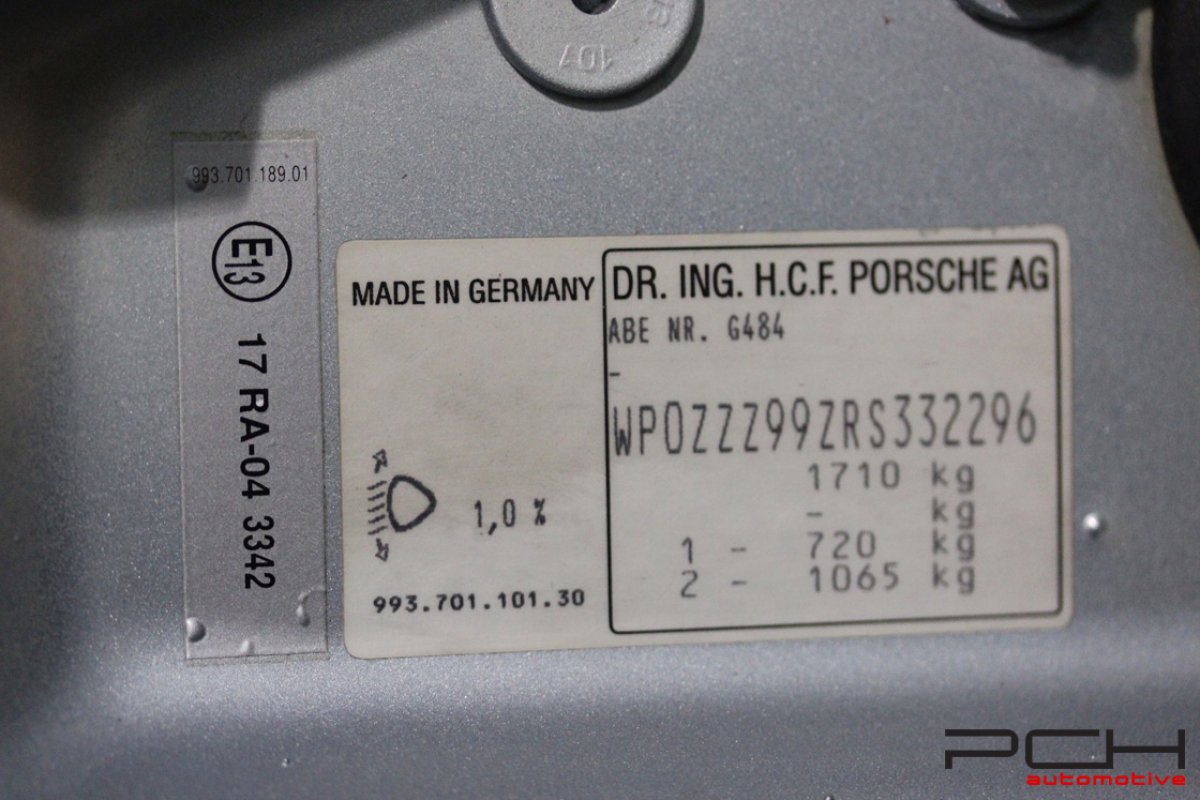 107
993.701.189.01
E13
17 RA-04 3342
MADE IN GERMANY
1,0 %
993.701.101.30
DR. ING. H.C.F. PORSCHE AG
ABE NR. G484
-
WP0ZZZ99ZRS332296
1710 kg
- kg
1 - 720 kg
2 - 1065 kg
PCH
automotive